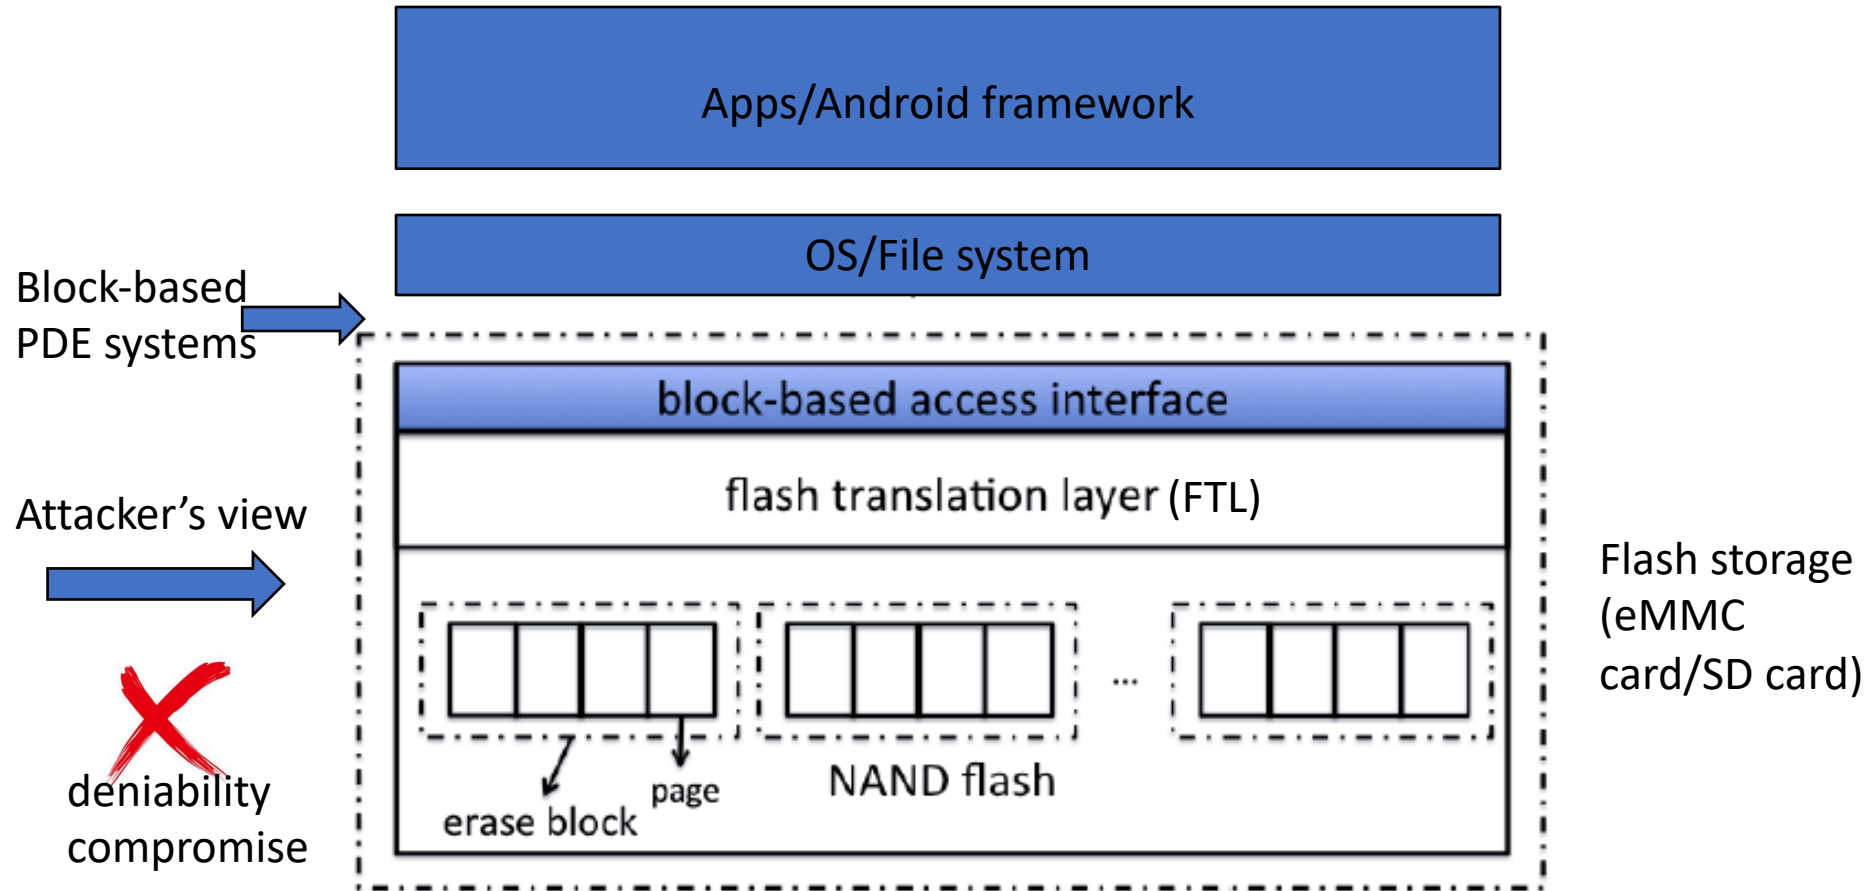 Apps/Android framework
OS/File system
Block-based
PDE systems
block-based access interface
flash translation layer (FTL)
Attacker’s view
Flash storage
(eMMC
card/SD card)
...
deniability
compromise
erase block
page
NAND flash